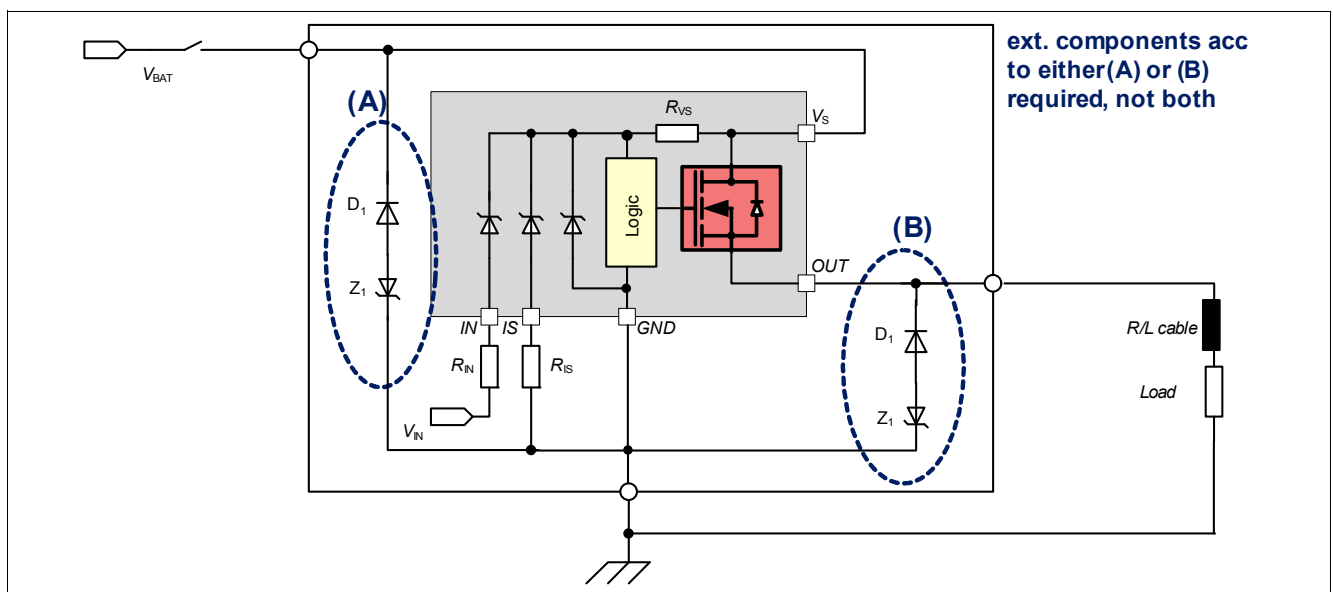 ext. components acc
to either(A) or (B)
required, not both
VBAT
(A)
RVS
VS
D1
Z1
Logic
(B)
OUT
IN
IS
GND
RIN
RIS
VIN
D1
Z1
R/L cable
Load